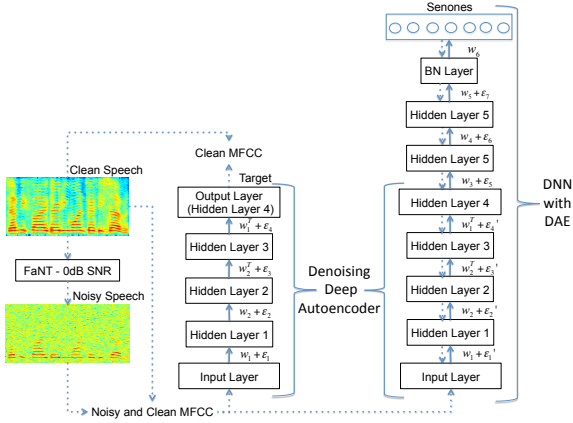 Senones
w₆
BN Layer
w₅ + ε₇
Hidden Layer 5
w₄ + ε₆
Hidden Layer 5
w₃ + ε₅
Hidden Layer 4
w₁ᵀ + ε₄'
Hidden Layer 3
w₂ᵀ + ε₃'
Hidden Layer 2
w₂ + ε₂'
Hidden Layer 1
w₁ + ε₁'
Input Layer
DNN
with
DAE
Clean MFCC
Target
Output Layer
(Hidden Layer 4)
w₁ᵀ + ε₄
Hidden Layer 3
w₂ᵀ + ε₃
Hidden Layer 2
w₂ + ε₂
Hidden Layer 1
w₁ + ε₁
Input Layer
Denoising
Deep
Autoencoder
Clean Speech
FaNT - 0dB SNR
Noisy Speech
Noisy and Clean MFCC